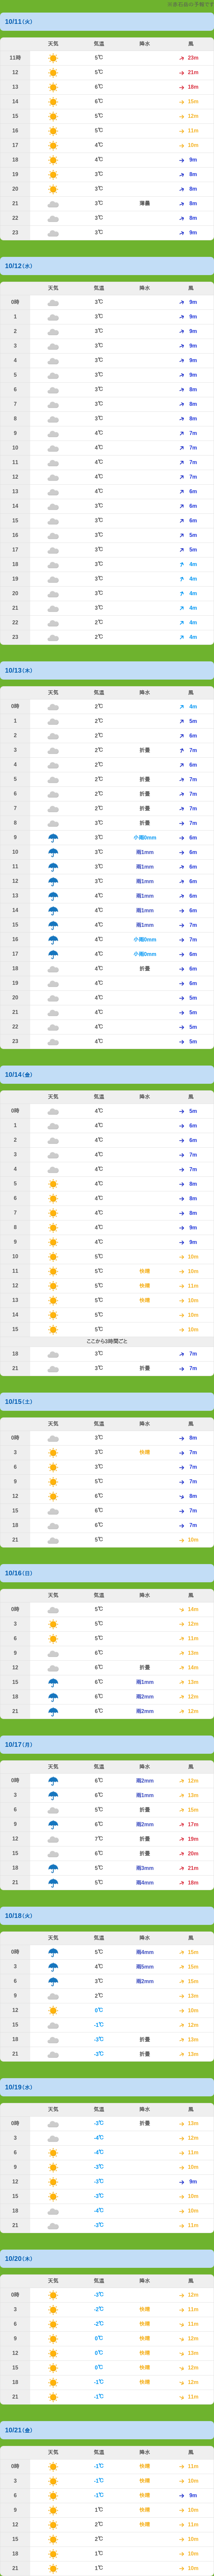 10/11(火)
天気 気温 降水 風
11時 5℃ 23m
12 5℃ 21m
13 6℃ 18m
14 6℃ 15m
15 5℃ 12m
16 5℃ 11m
17 4℃ 10m
18 4℃ 9m
19 3℃ 8m
20 3℃ 8m
21 3℃ 薄曇 8m
22 3℃ 8m
23 3℃ 9m
10/12(水)
天気 気温 降水 風
0時 3℃ 9m
1 3℃ 9m
2 3℃ 9m
3 3℃ 9m
4 3℃ 9m
5 3℃ 9m
6 3℃ 8m
7 3℃ 8m
8 3℃ 8m
9 4℃ 7m
10 4℃ 7m
11 4℃ 7m
12 4℃ 7m
13 4℃ 6m
14 3℃ 6m
15 3℃ 6m
16 3℃ 5m
17 3℃ 5m
18 3℃ 4m
19 3℃ 4m
20 3℃ 4m
21 3℃ 4m
22 2℃ 4m
23 2℃ 4m
10/13(木)
天気 気温 降水 風
0時 2℃ 4m
1 2℃ 5m
2 2℃ 6m
3 2℃ 折曇 7m
4 2℃ 6m
5 2℃ 折曇 7m
6 2℃ 折曇 7m
7 2℃ 折曇 7m
8 3℃ 折曇 7m
9 3℃ 小雨0mm 6m
10 3℃ 雨1mm 6m
11 3℃ 雨1mm 6m
12 3℃ 雨1mm 6m
13 4℃ 雨1mm 6m
14 4℃ 雨1mm 6m
15 4℃ 雨1mm 7m
16 4℃ 小雨0mm 7m
17 4℃ 小雨0mm 6m
18 4℃ 折曇 6m
19 4℃ 6m
20 4℃ 5m
21 4℃ 5m
22 4℃ 5m
23 4℃ 5m
10/14(金)
天気 気温 降水 風
0時 4℃ 5m
1 4℃ 6m
2 4℃ 6m
3 4℃ 7m
4 4℃ 7m
5 4℃ 8m
6 4℃ 8m
7 4℃ 8m
8 4℃ 9m
9 4℃ 9m
10 5℃ 10m
11 5℃ 快晴 10m
12 5℃ 快晴 11m
13 5℃ 快晴 10m
14 5℃ 10m
15 5℃ 10m
ここから3時間ごと
18 3℃ 7m
21 3℃ 折曇 7m
10/15(土)
天気 気温 降水 風
0時 3℃ 8m
3 3℃ 快晴 7m
6 3℃ 7m
9 5℃ 7m
12 6℃ 8m
15 6℃ 7m
18 6℃ 7m
21 5℃ 10m
10/16(日)
天気 気温 降水 風
0時 5℃ 14m
3 5℃ 12m
6 5℃ 11m
9 6℃ 13m
12 6℃ 折曇 14m
15 6℃ 雨1mm 13m
18 6℃ 雨2mm 13m
21 6℃ 雨2mm 12m
10/17(月)
天気 気温 降水 風
0時 6℃ 雨2mm 12m
3 6℃ 雨1mm 13m
6 5℃ 折曇 15m
9 6℃ 雨2mm 17m
12 7℃ 折曇 19m
15 6℃ 折曇 20m
18 5℃ 雨3mm 21m
21 5℃ 雨4mm 18m
10/18(火)
天気 気温 降水 風
0時 5℃ 雨4mm 15m
3 4℃ 雨5mm 15m
6 3℃ 雨2mm 15m
9 2℃ 13m
12 0℃ 10m
15 -1℃ 12m
18 -3℃ 折曇 13m
21 -3℃ 折曇 13m
10/19(水)
天気 気温 降水 風
0時 -3℃ 折曇 13m
3 -4℃ 12m
6 -4℃ 11m
9 -3℃ 10m
12 -3℃ 9m
15 -3℃ 10m
18 -4℃ 10m
21 -3℃ 11m
10/20(木)
天気 気温 降水 風
0時 -3℃ 12m
3 -2℃ 快晴 11m
6 -2℃ 快晴 11m
9 0℃ 快晴 12m
12 0℃ 快晴 13m
15 0℃ 快晴 12m
18 -1℃ 快晴 12m
21 -1℃ 11m
10/21(金)
天気 気温 降水 風
0時 -1℃ 快晴 11m
3 -1℃ 快晴 10m
6 -1℃ 快晴 9m
9 1℃ 快晴 10m
12 2℃ 快晴 11m
15 2℃ 10m
18 1℃ 10m
21 1℃ 10m